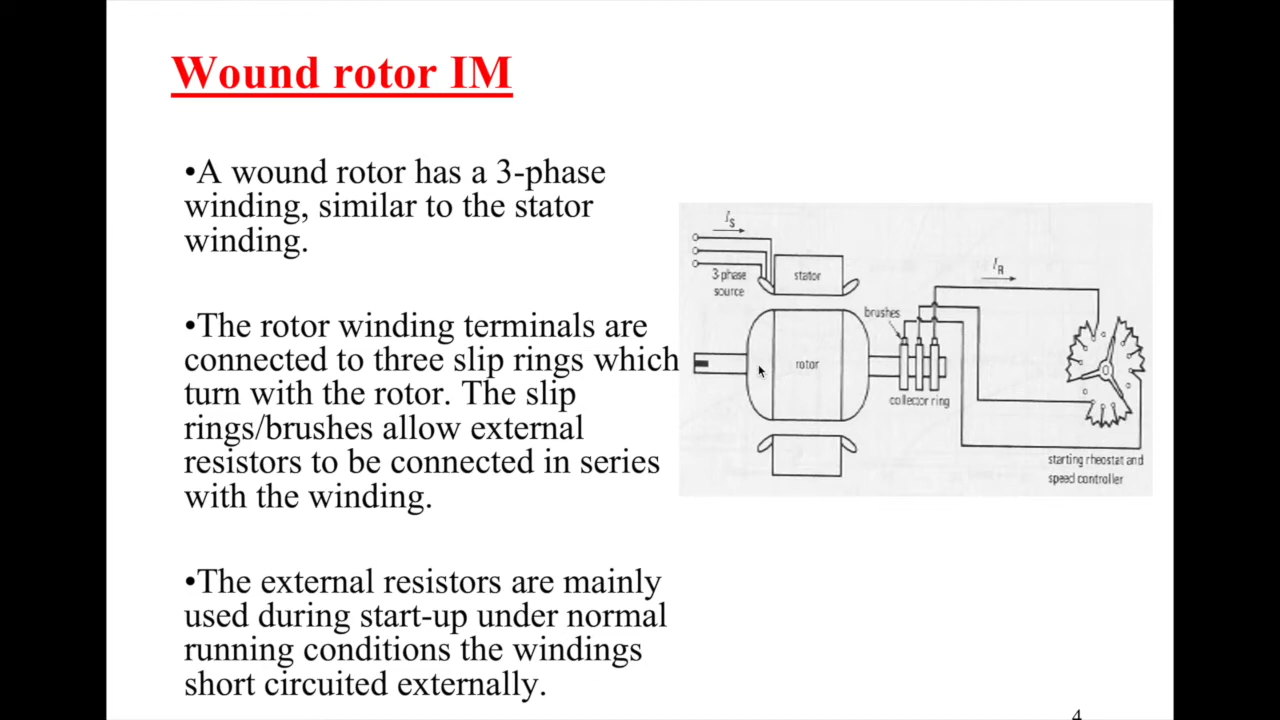 Wound rotor IM
•A wound rotor has a 3-phase
winding, similar to the stator
winding.
•The rotor winding terminals are
connected to three slip rings which
turn with the rotor. The slip
rings/brushes allow external
resistors to be connected in series
with the winding.
•The external resistors are mainly
used during start-up under normal
running conditions the windings
short circuited externally.
IS
3-phase
source
stator
rotor
brushes
collector ring
IR
starting rheostat and
speed controller
4